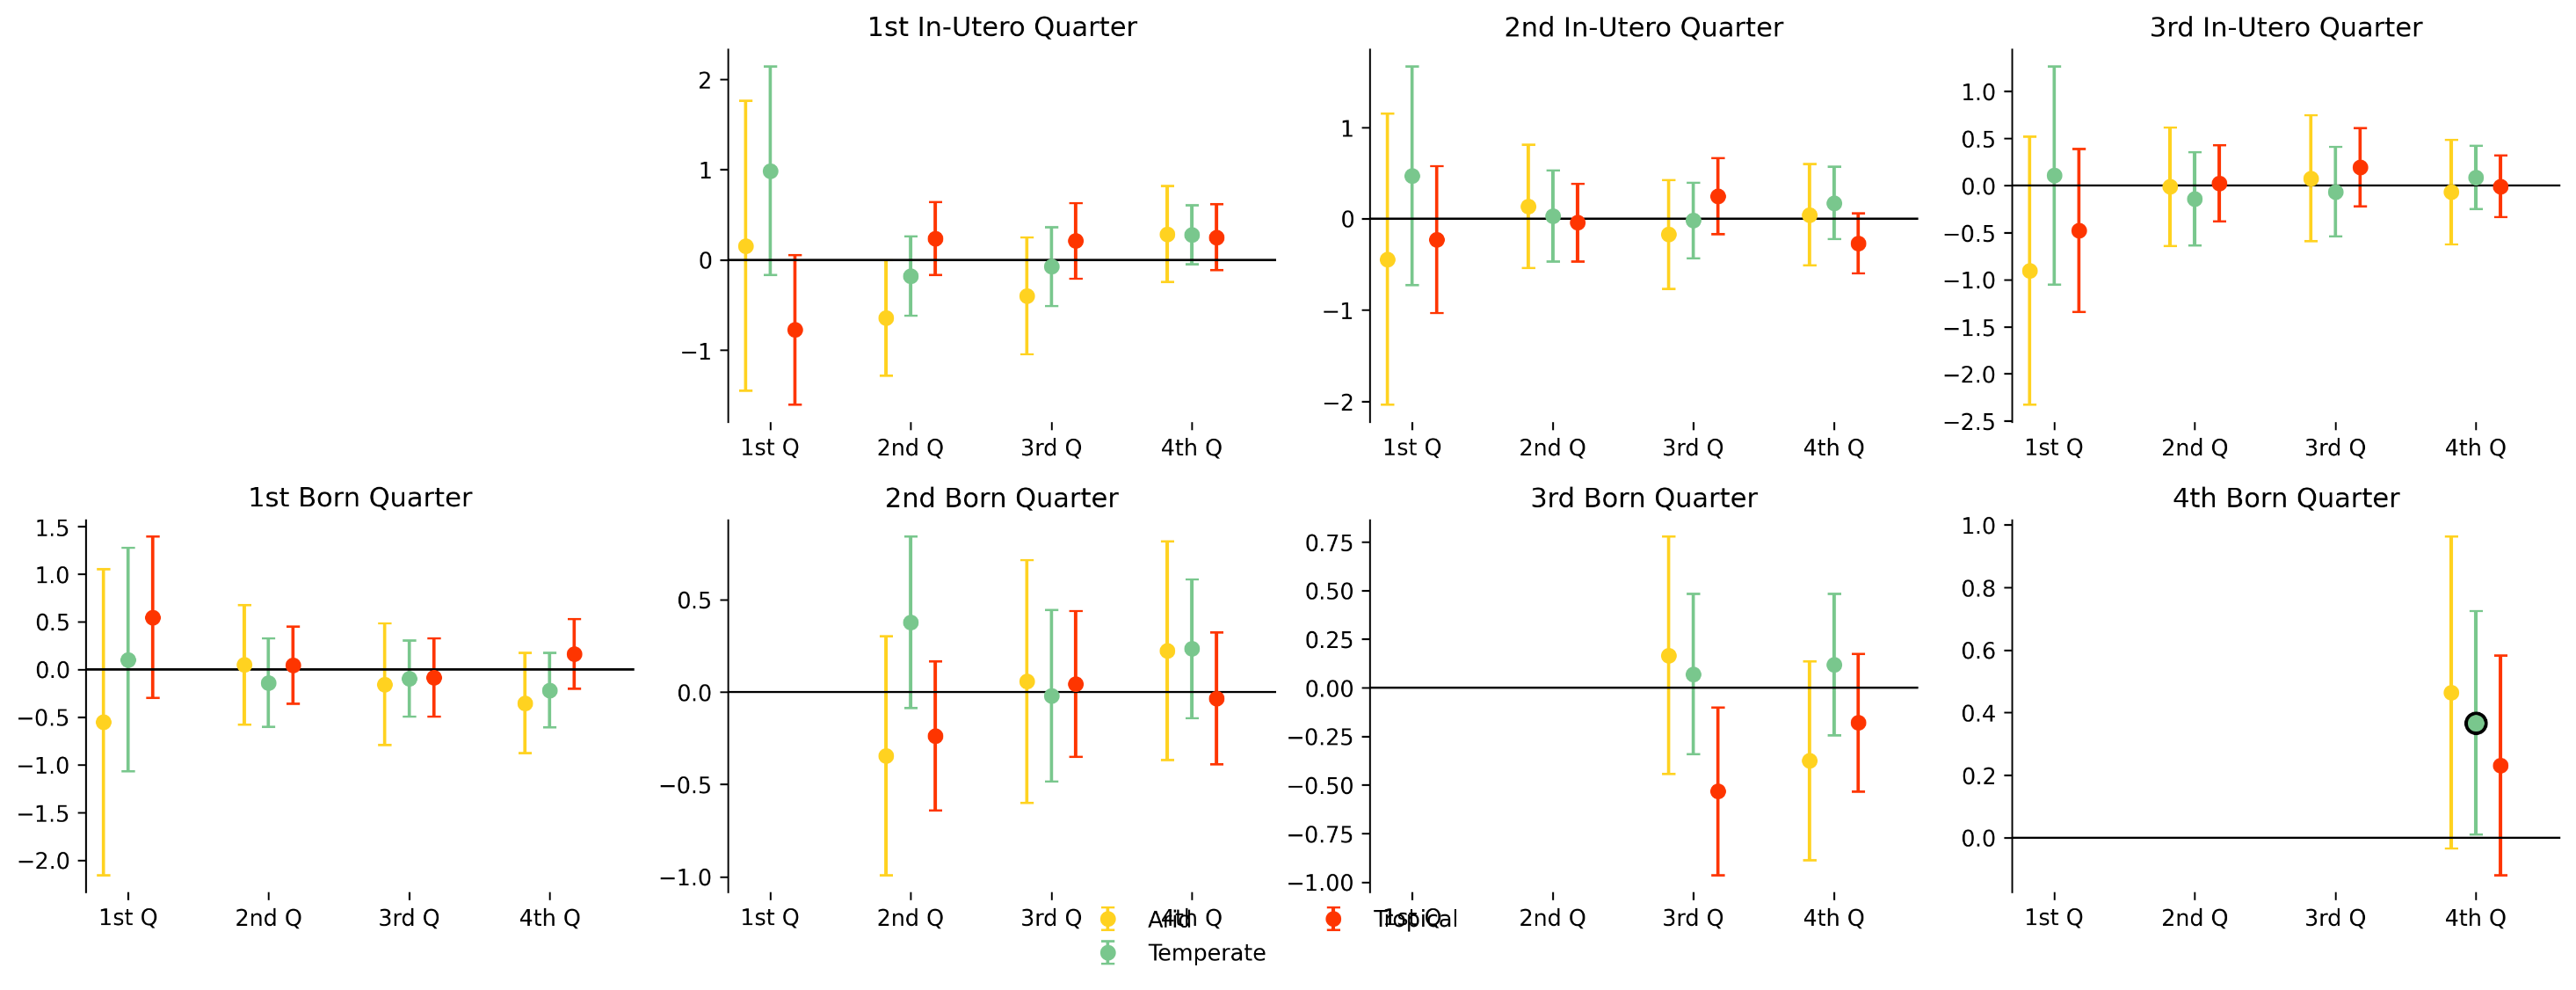 1st In-Utero Quarter
2
1
0
−1
1st Q 2nd Q 3rd Q 4th Q
2nd In-Utero Quarter
1
0
−1
−2
1st Q 2nd Q 3rd Q 4th Q
3rd In-Utero Quarter
1.0
0.5
0.0
−0.5
−1.0
−1.5
−2.0
−2.5
1st Q 2nd Q 3rd Q 4th Q
1st Born Quarter
1.5
1.0
0.5
0.0
−0.5
−1.0
−1.5
−2.0
1st Q 2nd Q 3rd Q 4th Q
2nd Born Quarter
0.5
0.0
−0.5
−1.0
1st Q 2nd Q 3rd Q 4th Q
3rd Born Quarter
0.75
0.50
0.25
0.00
−0.25
−0.50
−0.75
−1.00
1st Q 2nd Q 3rd Q 4th Q
4th Born Quarter
1.0
0.8
0.6
0.4
0.2
0.0
1st Q 2nd Q 3rd Q 4th Q
Arid
Temperate
Tropical